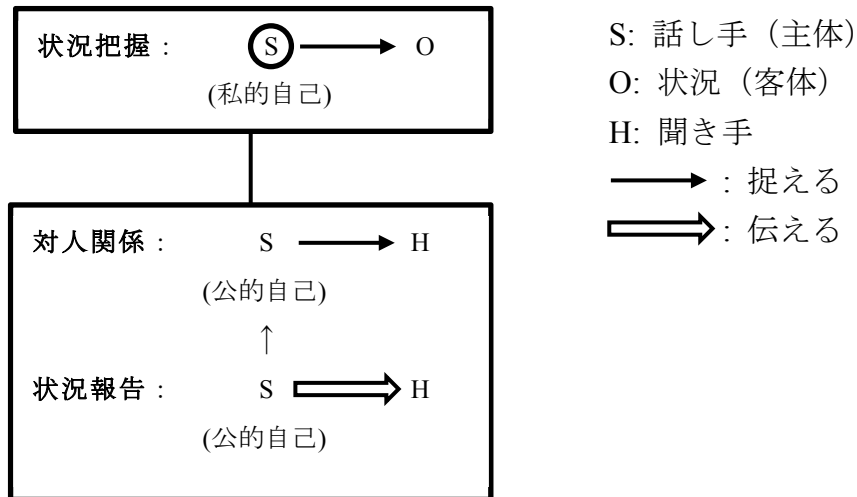 状況把握： S O
(私的自己)
対人関係： S H
(公的自己)
↑
状況報告： S H
(公的自己)
S: 話し手（主体）
O: 状況（客体）
H: 聞き手
：捉える
：伝える